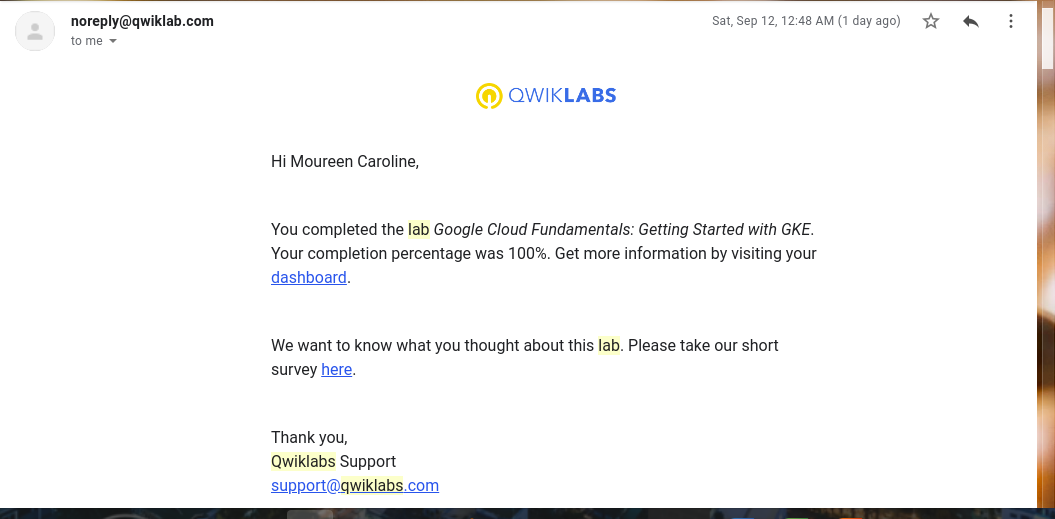 noreply@qwiklab.com
Sat, Sep 12, 12:48 AM (1 day ago)
to me
QWIKLABS
Hi Moureen Caroline,
You completed the lab Google Cloud Fundamentals: Getting Started with GKE.
Your completion percentage was 100%. Get more information by visiting your
dashboard.
We want to know what you thought about this lab. Please take our short
survey here.
Thank you,
Qwiklabs Support
support@qwiklabs.com